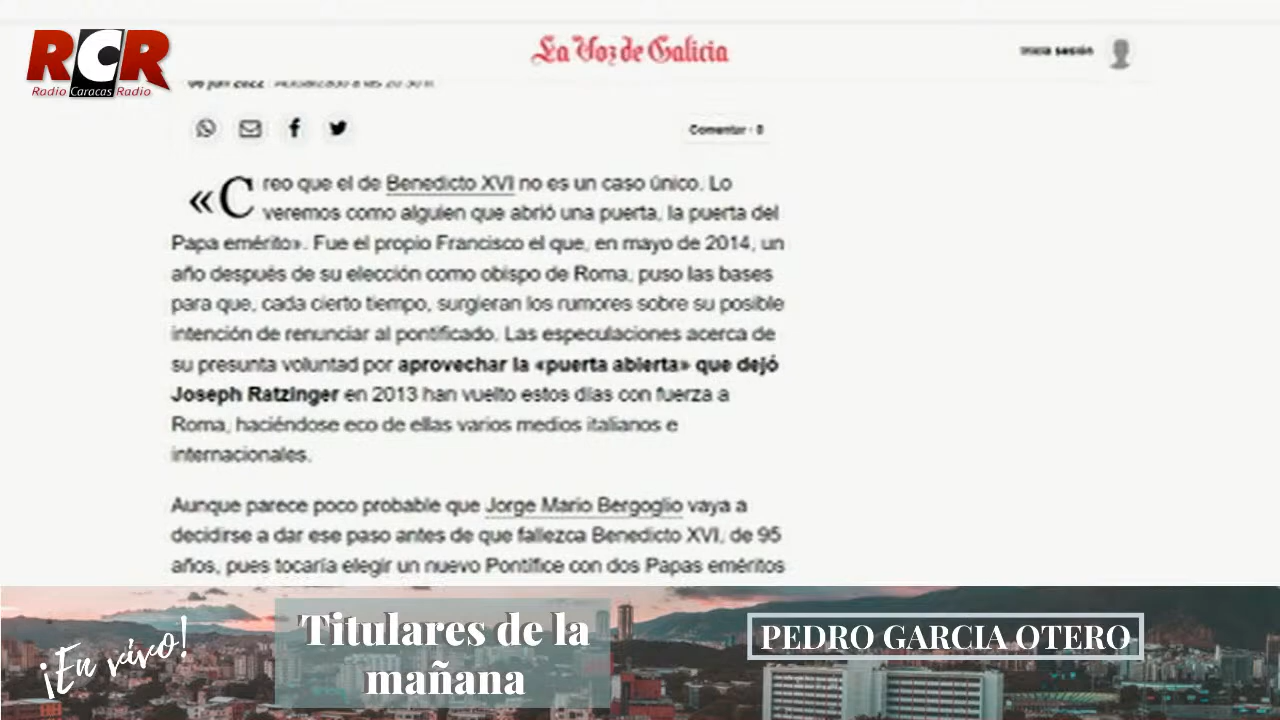 RCR
Radio Caracas Radio
La Voz de Galicia
Inicia sesión
06 jun 2022 . Actualizado a las 20:50 h.
Comentar · 0
«Creo que el de Benedicto XVI no es un caso único. Lo
veremos como alguien que abrió una puerta, la puerta del
Papa emérito». Fue el propio Francisco el que, en mayo de 2014, un
año después de su elección como obispo de Roma, puso las bases
para que, cada cierto tiempo, surgieran los rumores sobre su posible
intención de renunciar al pontificado. Las especulaciones acerca de
su presunta voluntad por aprovechar la «puerta abierta» que dejó
Joseph Ratzinger en 2013 han vuelto estos días con fuerza a
Roma, haciéndose eco de ellas varios medios italianos e
internacionales.
Aunque parece poco probable que Jorge Mario Bergoglio vaya a
decidirse a dar ese paso antes de que fallezca Benedicto XVI, de 95
años, pues tocaría elegir un nuevo Pontífice con dos Papas eméritos
¡En vivo!
Titulares de la
mañana
PEDRO GARCIA OTERO